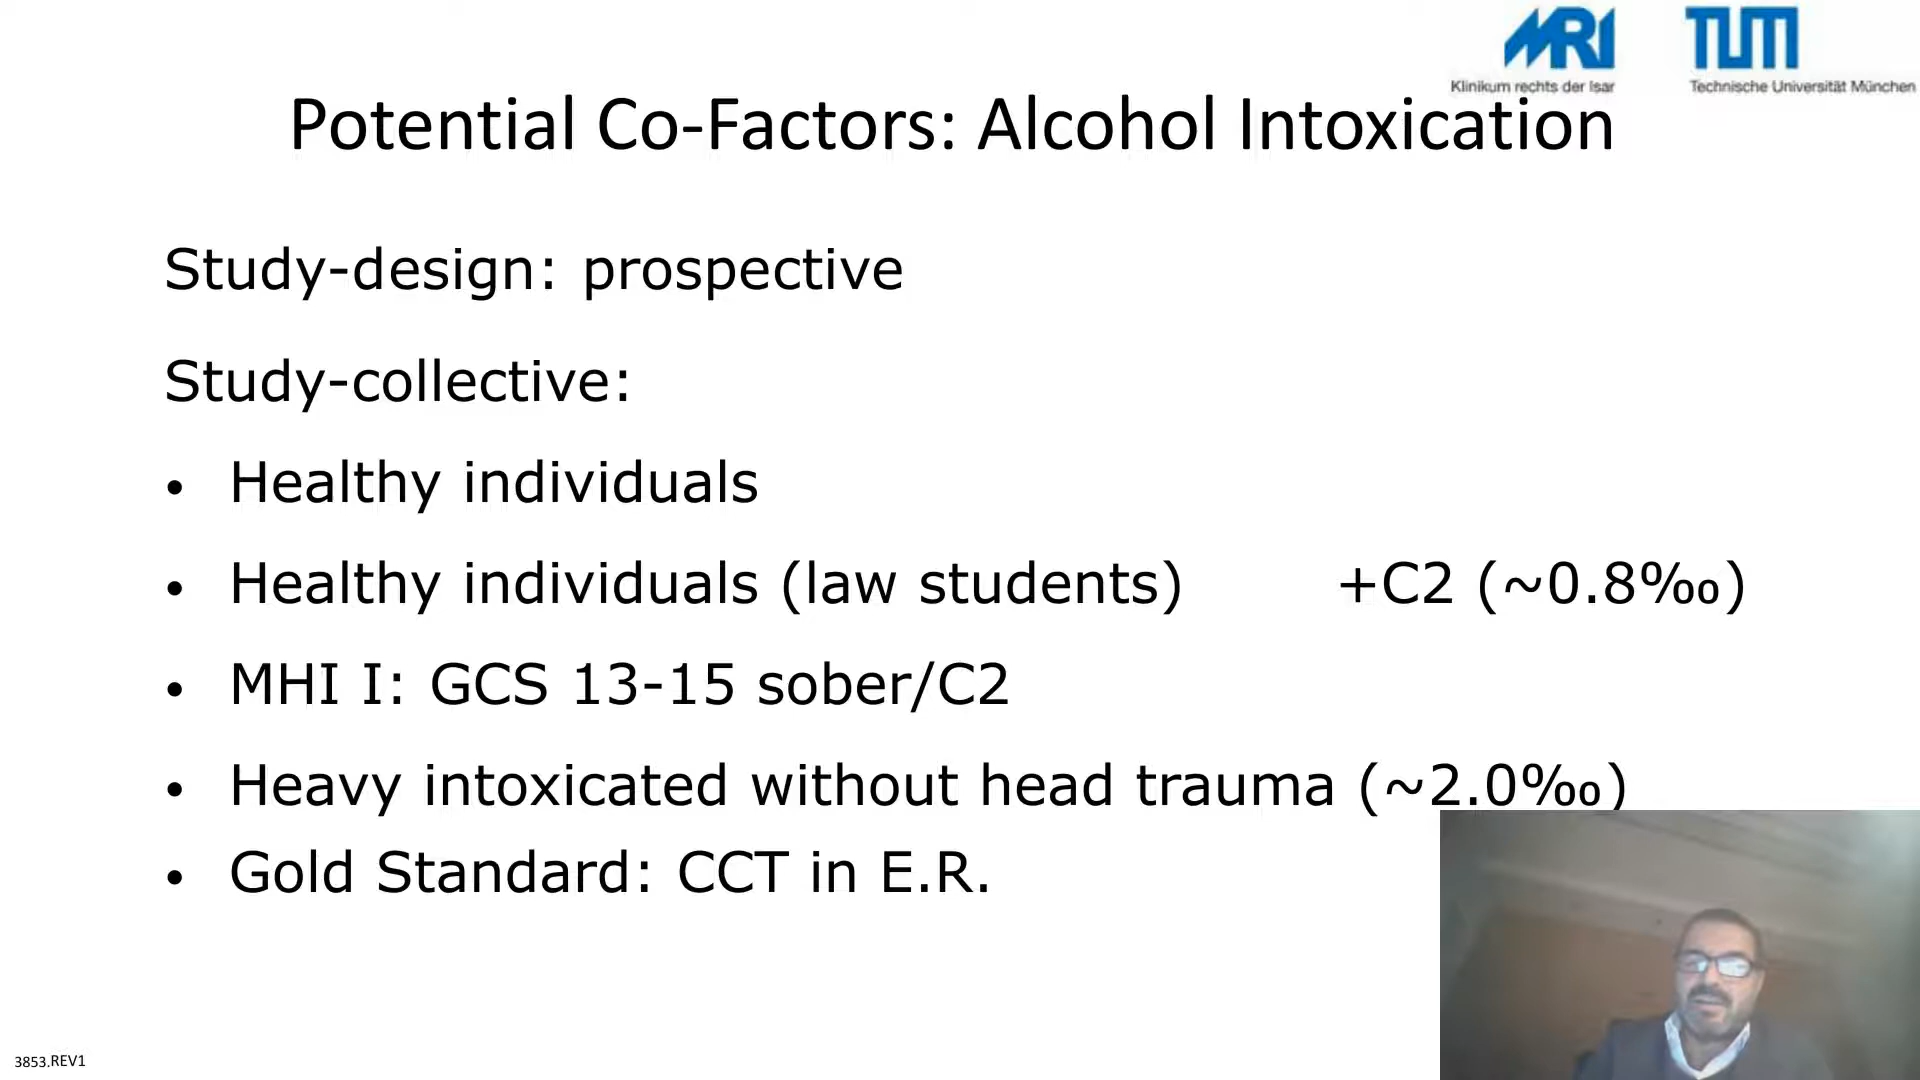 MRI
TUM
Klinikum rechts der Isar
Technische Universität München
Potential Co-Factors: Alcohol Intoxication
Study-design: prospective
Study-collective:
• Healthy individuals
• Healthy individuals (law students) +C2 (~0.8‰)
• MHI I: GCS 13-15 sober/C2
• Heavy intoxicated without head trauma (~2.0‰)
• Gold Standard: CCT in E.R.
3853.REV1